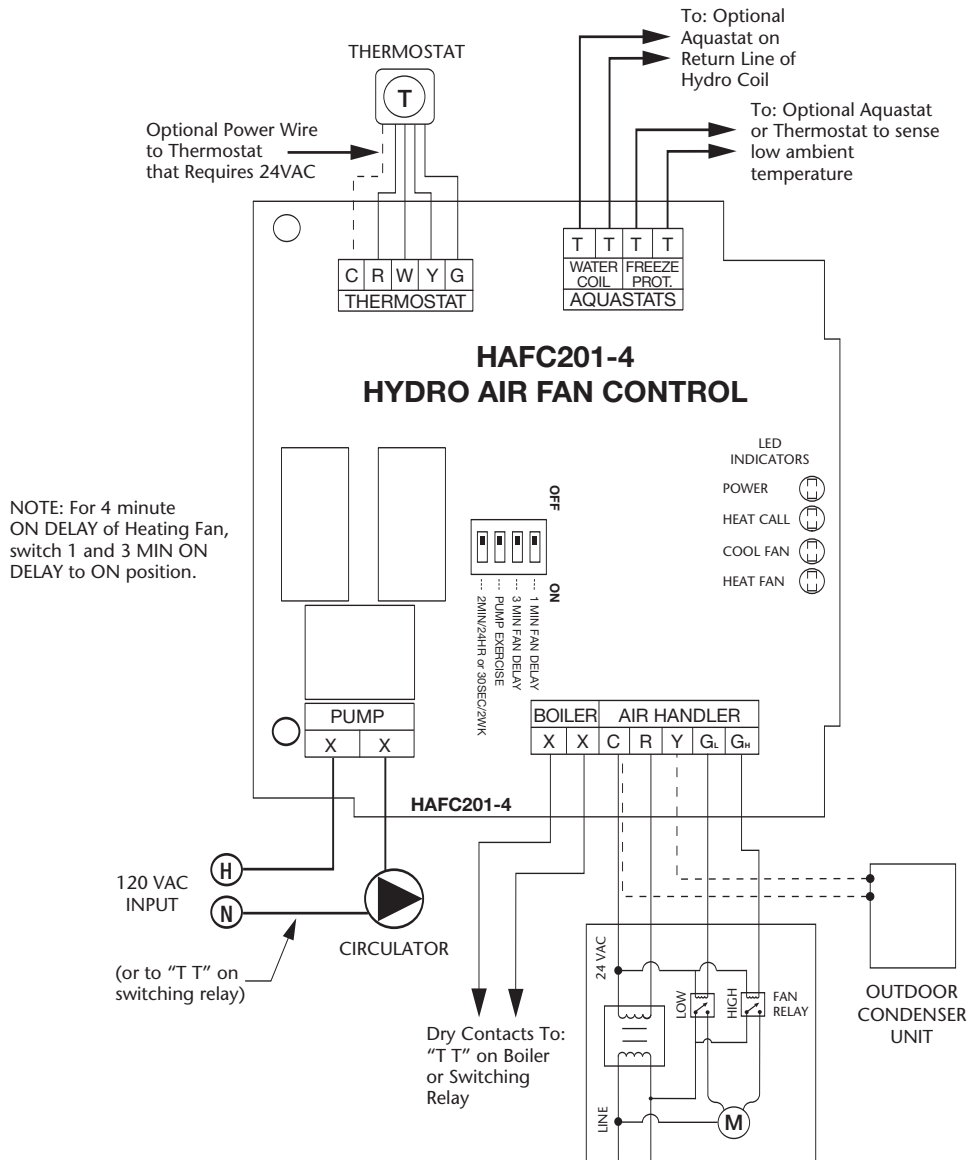 To: Optional
Aquastat on
Return Line of
Hydro Coil
THERMOSTAT
T
To: Optional Aquastat
or Thermostat to sense
low ambient
temperature
Optional Power Wire
to Thermostat
that Requires 24VAC
T T T T
WATER COIL FREEZE PROT.
AQUASTATS
C R W Y G
THERMOSTAT
HAFC201-4
HYDRO AIR FAN CONTROL
LED
INDICATORS
POWER
HEAT CALL
COOL FAN
HEAT FAN
NOTE: For 4 minute
ON DELAY of Heating Fan,
switch 1 and 3 MIN ON
DELAY to ON position.
OFF
ON
--- 1 MIN FAN DELAY
--- 3 MIN FAN DELAY
--- PUMP EXERCISE
--- 2MIN/24HR or 30SEC/2WK
PUMP
X X
BOILER AIR HANDLER
X X C R Y GL GH
HAFC201-4
H
120 VAC
INPUT
N
CIRCULATOR
(or to “T T” on
switching relay)
Dry Contacts To:
“T T” on Boiler
or Switching
Relay
24 VAC
LOW
HIGH
FAN
RELAY
LINE
M
OUTDOOR
CONDENSER
UNIT